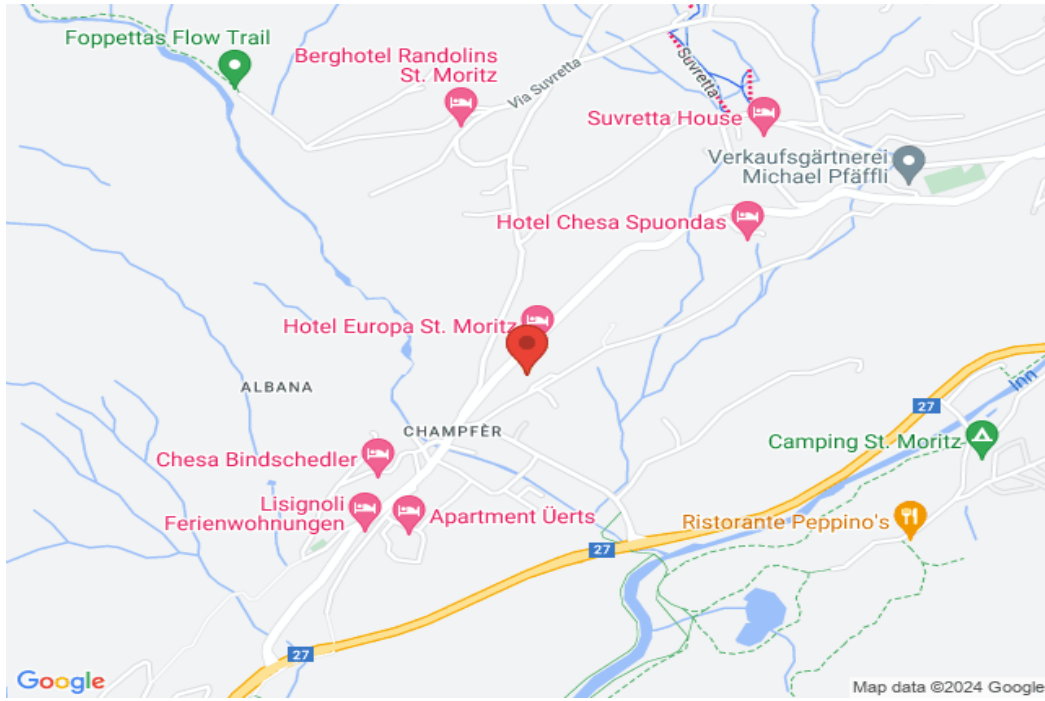 Foppettas Flow Trail
Berghotel Randolins
St. Moritz
Via Suvretta
Suvretta
Suvretta House
Verkaufsgärtnerei
Michael Pfäffli
Hotel Chesa Spuondas
Hotel Europa St. Moritz
ALBANA
Inn
27
CHAMPFÈR
Camping St. Moritz
Chesa Bindschedler
Lisignoli
Ferienwohnungen
Apartment Üerts
Ristorante Peppino's
27
27
Google
Map data ©2024 Google